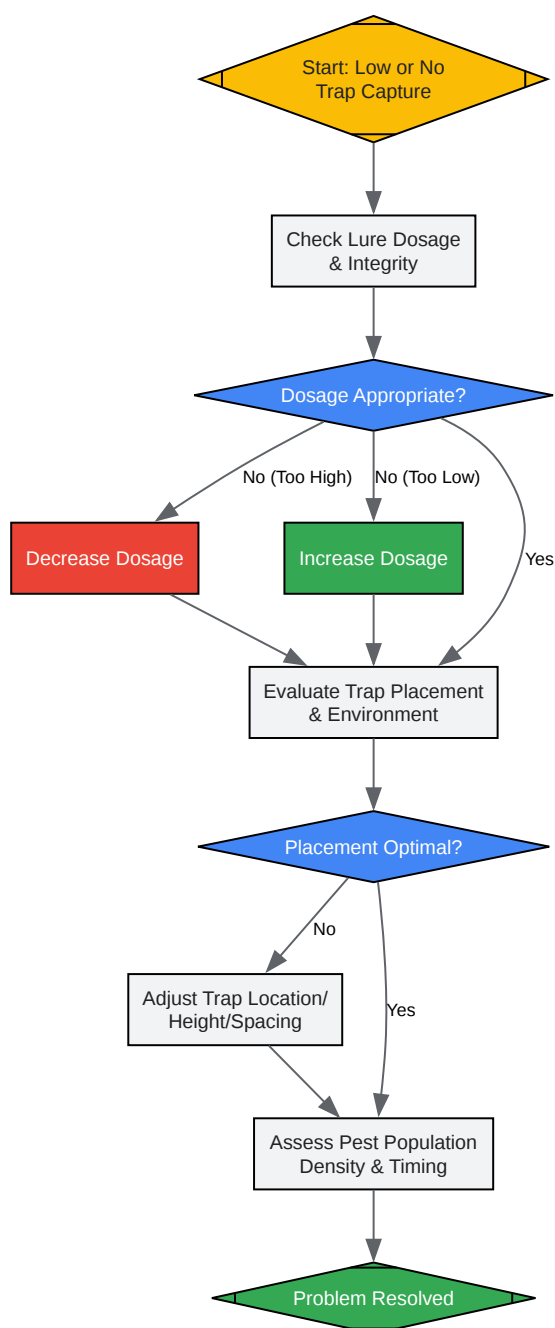 Start: Low or No
Trap Capture
Check Lure Dosage
& Integrity
Dosage Appropriate?
No (Too High)
No (Too Low)
Yes
Decrease Dosage
Increase Dosage
Evaluate Trap Placement
& Environment
Placement Optimal?
No
Yes
Adjust Trap Location/
Height/Spacing
Assess Pest Population
Density & Timing
Problem Resolved